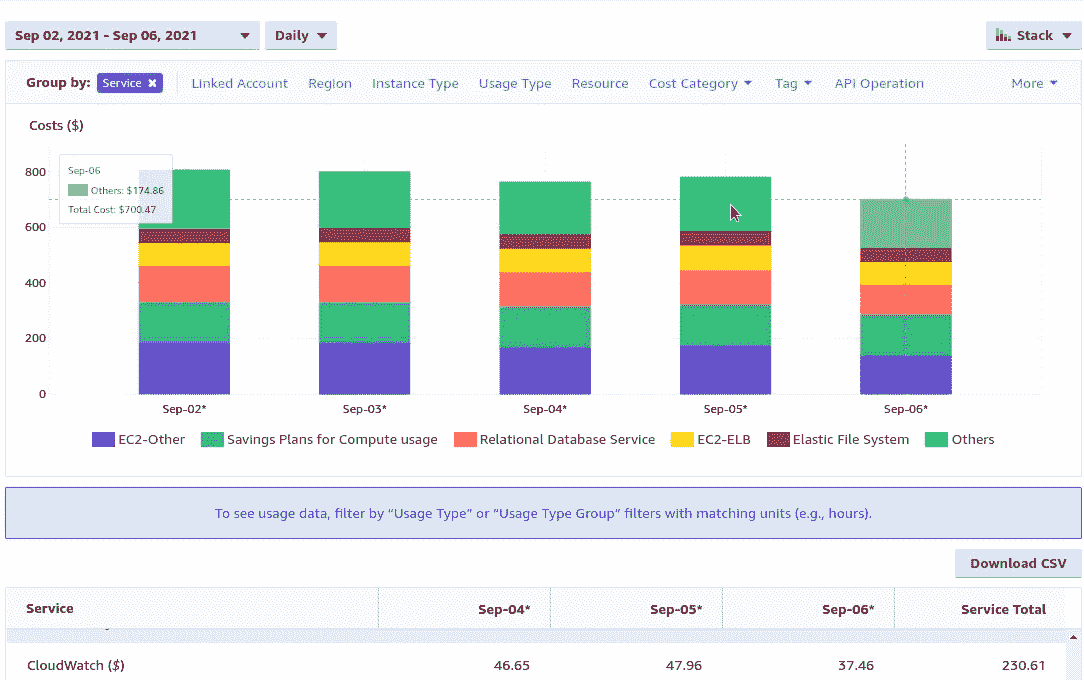 Sep 02, 2021 - Sep 06, 2021 Daily Stack
Group by: Service × Linked Account Region Instance Type Usage Type Resource Cost Category Tag API Operation More
Costs ($)
Sep-06
Others: $174.86
Total Cost: $700.47
800
600
400
200
0
Sep-02* Sep-03* Sep-04* Sep-05* Sep-06*
EC2-Other Savings Plans for Compute usage Relational Database Service EC2-ELB Elastic File System Others
To see usage data, filter by “Usage Type” or “Usage Type Group” filters with matching units (e.g., hours).
Download CSV
Service Sep-04* Sep-05* Sep-06* Service Total
CloudWatch ($) 46.65 47.96 37.46 230.61